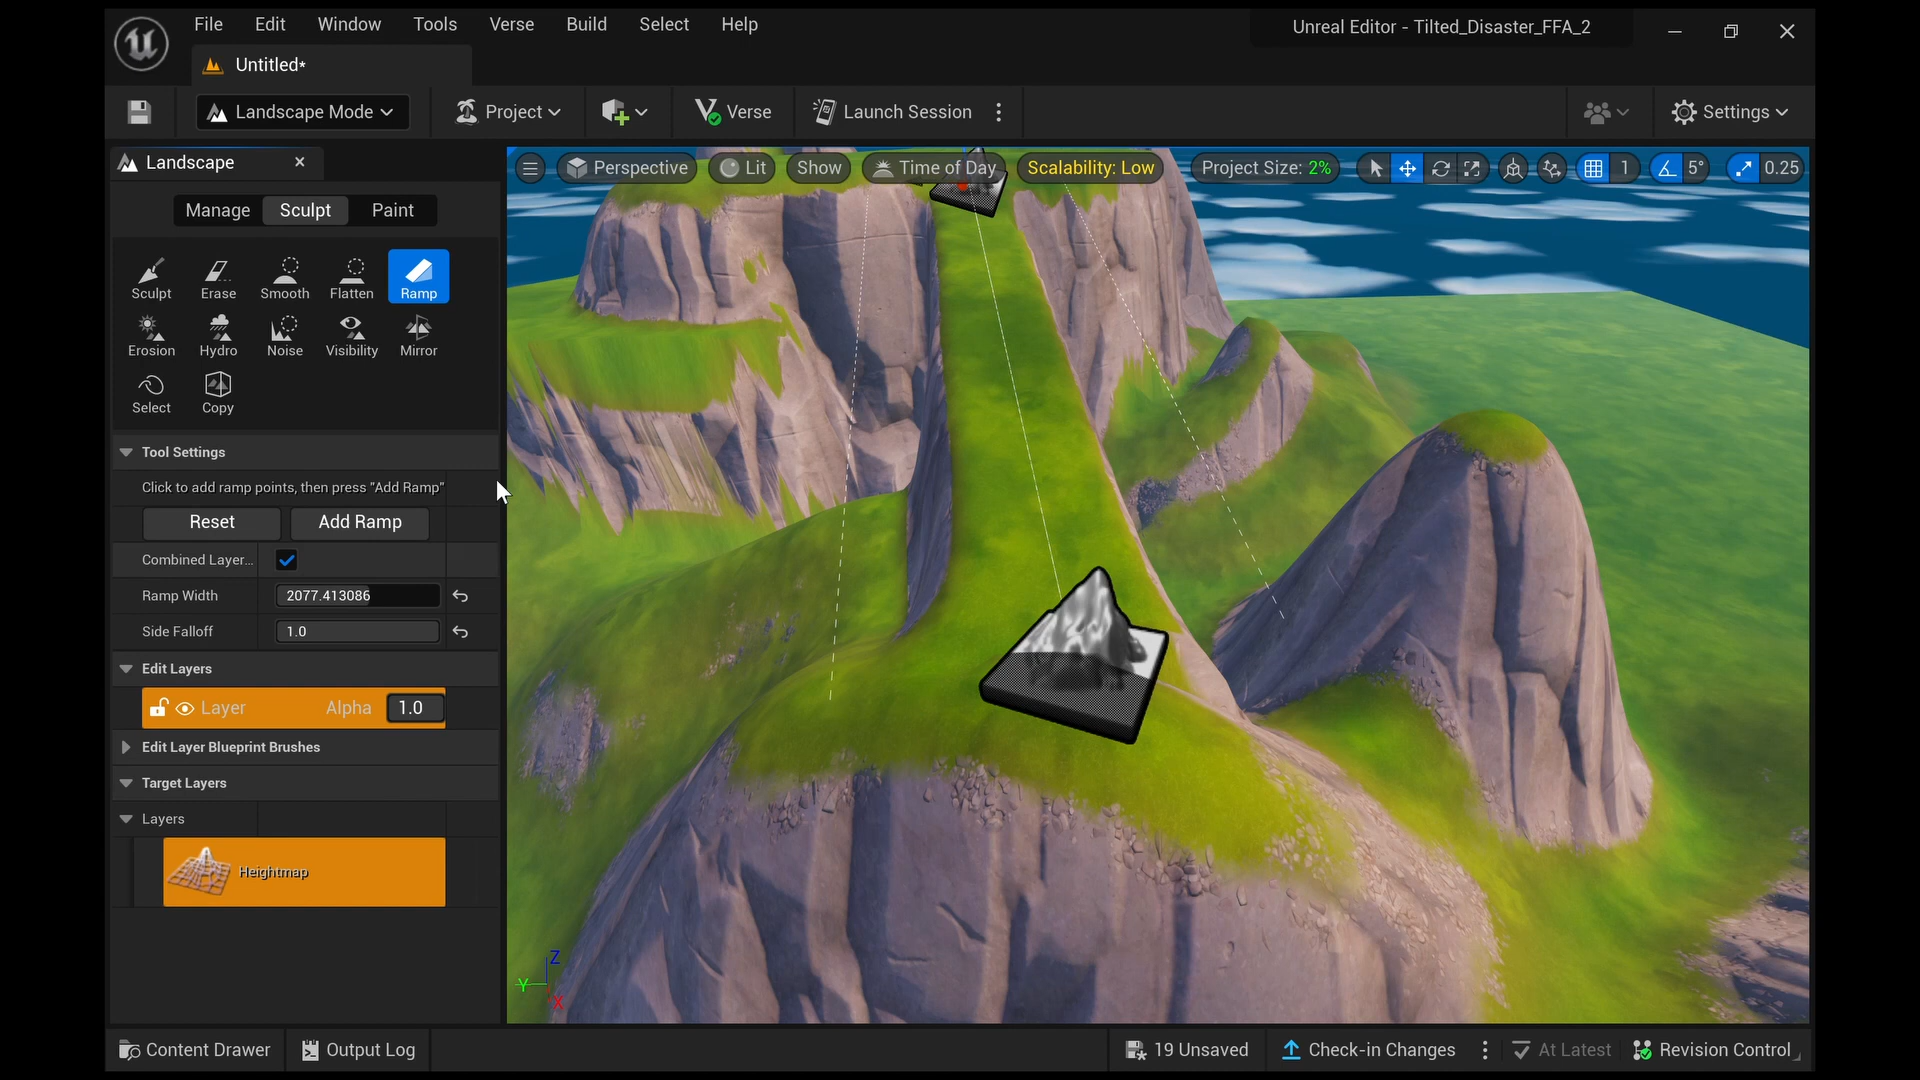 File Edit Window Tools Verse Build Select Help
Unreal Editor - Tilted_Disaster_FFA_2
Untitled*
Landscape Mode Project Verse Launch Session Settings
Landscape
Manage Sculpt Paint
Sculpt Erase Smooth Flatten Ramp
Erosion Hydro Noise Visibility Mirror
Select Copy
Tool Settings
Click to add ramp points, then press "Add Ramp"
Reset Add Ramp
Combined Layer...
Ramp Width 2077.413086
Side Falloff 1.0
Edit Layers
Layer Alpha 1.0
Edit Layer Blueprint Brushes
Target Layers
Layers
Heightmap
Perspective Lit Show Time of Day Scalability: Low Project Size: 2% 1 5° 0.25
Z
Y
X
Content Drawer Output Log 19 Unsaved Check-in Changes At Latest Revision Control